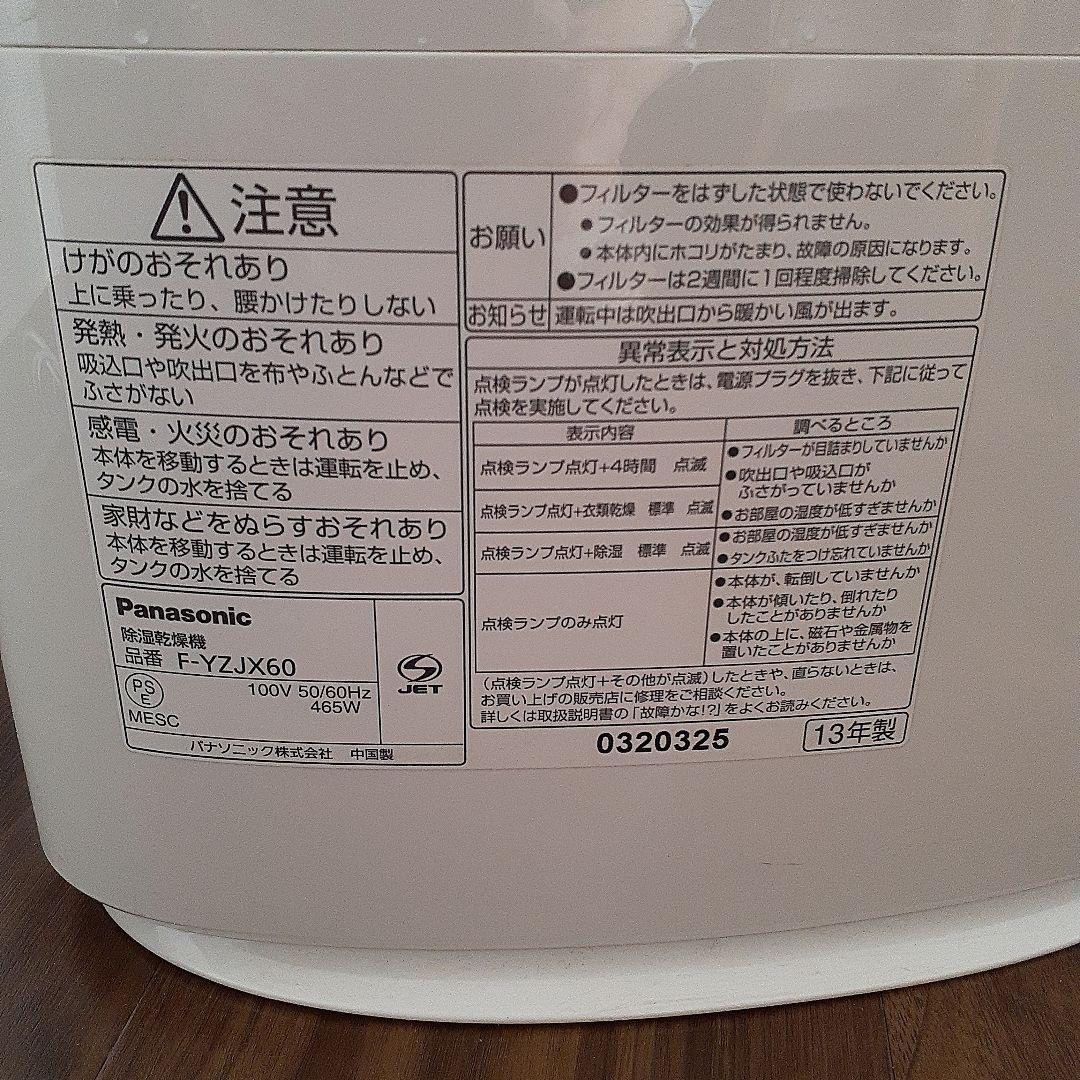 注意
けがのおそれあり
上に乗ったり、腰かけたりしない
発熱・発火のおそれあり
吸込口や吹出口を布やふとんなどで
ふさがない
感電・火災のおそれあり
本体を移動するときは運転を止め、
タンクの水を捨てる
家財などをぬらすおそれあり
本体を移動するときは運転を止め、
タンクの水を捨てる
Panasonic
除湿乾燥機
品番 F-YZJX60
PS
E
MESC
100V 50/60Hz
465W
JET
パナソニック株式会社 中国製
お願い
●フィルターをはずした状態で使わないでください。
●フィルターの効果が得られません。
●本体内にホコリがたまり、故障の原因になります。
●フィルターは2週間に1回程度掃除してください。
お知らせ 運転中は吹出口から暖かい風が出ます。
異常表示と対処方法
点検ランプが点灯したときは、電源プラグを抜き、下記に従って
点検を実施してください。
表示内容 調べるところ
点検ランプ点灯+4時間 点滅
●フィルターが目詰まりしていませんか
●吹出口や吸込口が
ふさがっていませんか
点検ランプ点灯+衣類乾燥 標準 点滅
●お部屋の湿度が低すぎませんか
点検ランプ点灯+除湿 標準 点滅
●お部屋の温度が低すぎませんか
●タンクふたをつけ忘れていませんか
点検ランプのみ点灯
●本体が、転倒していませんか
●本体が傾いたり、倒れたり
したことがありませんか
●本体の上に、磁石や金属物を
置いたことがありませんか
(点検ランプ点灯+その他が点滅)したときや、直らないときは、
お買い上げの販売店に修理をご相談ください。
詳しくは取扱説明書の「故障かな!?」をよくお読みください。
0320325
13年製